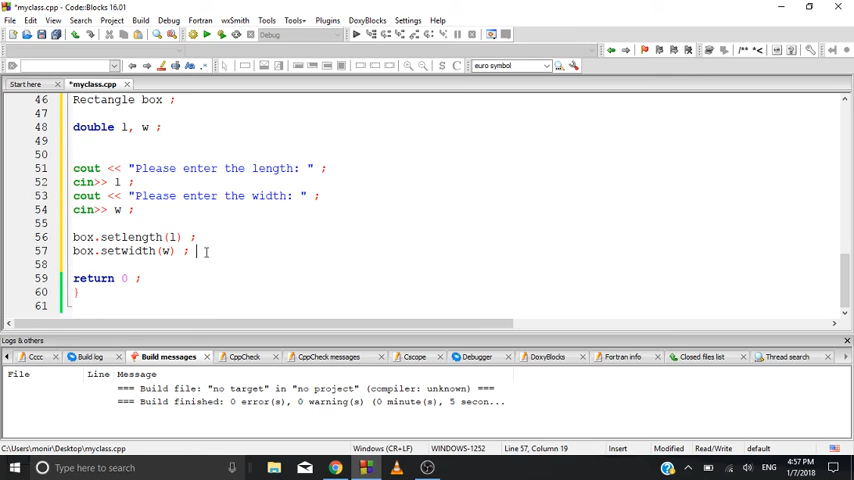 *myclass.cpp - Code::Blocks 16.01
File Edit View Search Project Build Debug Fortran wxSmith Tools Tools+ Plugins DoxyBlocks Settings Help
Debug
/** *<
.* Aa
S C
euro symbol
Start here *myclass.cpp
46 Rectangle box ;
47
48 double l, w ;
49
50
51 cout << "Please enter the length: " ;
52 cin>> l ;
53 cout << "Please enter the width: " ;
54 cin>> w ;
55
56 box.setlength(l) ;
57 box.setwidth(w) ;
58
59 return 0 ;
60 }
61
Logs & others
Cccc Build log Build messages CppCheck CppCheck messages Cscope Debugger DoxyBlocks Fortran info Closed files list Thread search
File Line Message
=== Build file: "no target" in "no project" (compiler: unknown) ===
=== Build finished: 0 error(s), 0 warning(s) (0 minute(s), 5 secon...
C:\Users\monir\Desktop\myclass.cpp Windows (CR+LF) WINDOWS-1252 Line 57, Column 19 Insert Modified Read/Write default
Type here to search
ENG
4:57 PM
1/7/2018